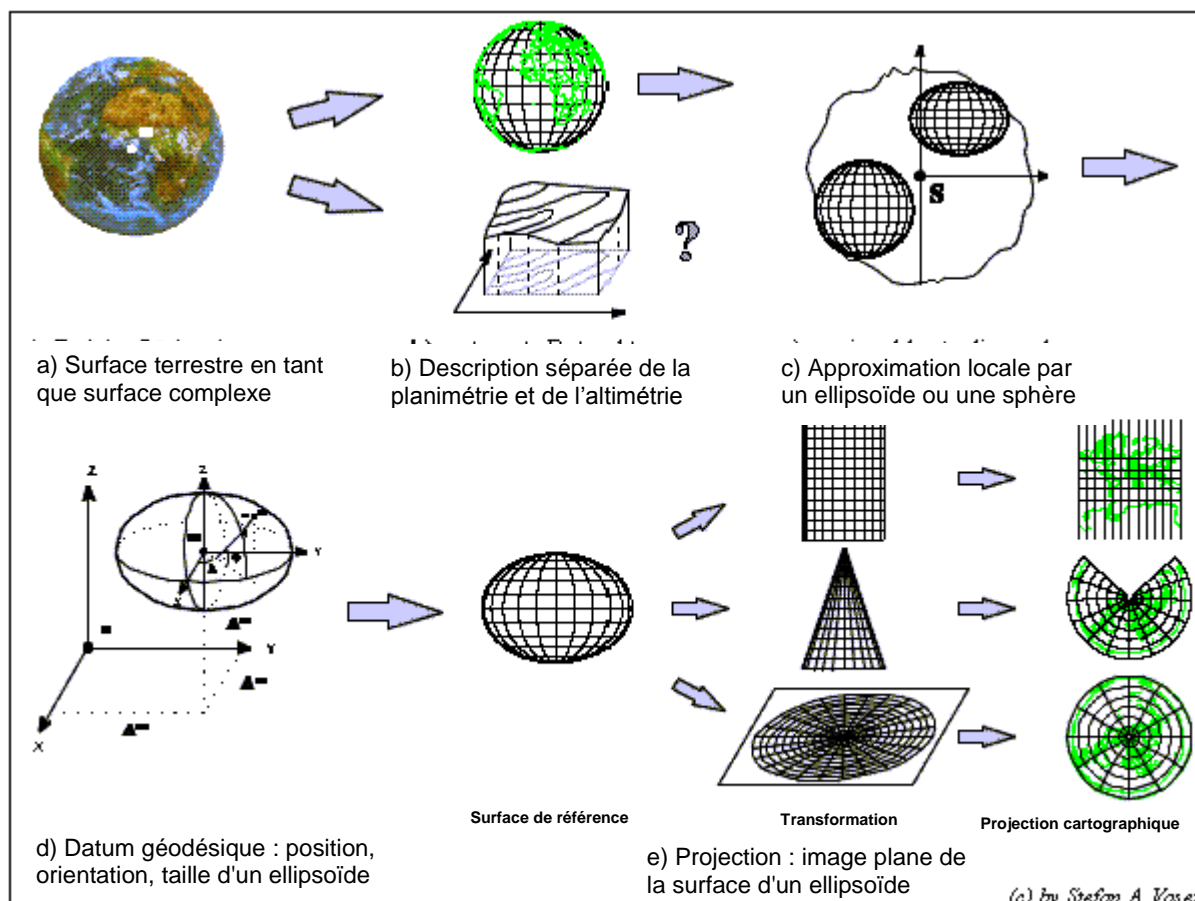 S
?
a) Surface terrestre en tant
que surface complexe
b) Description séparée de la
planimétrie et de l'altimétrie
c) Approximation locale par
un ellipsoïde ou une sphère
Z
Z
Y
X
Y
X
Surface de référence
Transformation
Projection cartographique
d) Datum géodésique : position,
orientation, taille d'un ellipsoïde
e) Projection : image plane de
la surface d'un ellipsoïde
(c) by Stefan A. Voser